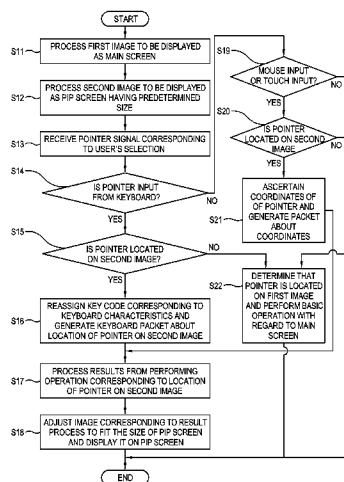 START
S11
PROCESS FIRST IMAGE TO BE DISPLAYED
AS MAIN SCREEN
S12
PROCESS SECOND IMAGE TO BE DISPLAYED
AS PIP SCREEN HAVING PREDETERMINED
SIZE
S13
RECEIVE POINTER SIGNAL CORRESPONDING
TO USER'S SELECTION
S14
IS POINTER INPUT
FROM KEYBOARD?
NO
YES
S15
IS POINTER LOCATED
ON SECOND IMAGE?
NO
YES
S16
REASSIGN KEY CODE CORRESPONDING TO
KEYBOARD CHARACTERISTICS AND
GENERATE KEYBOARD PACKET ABOUT
LOCATION OF POINTER ON SECOND IMAGE
S17
PROCESS RESULTS FROM PERFORMING
OPERATION CORRESPONDING TO LOCATION
OF POINTER ON SECOND IMAGE
S18
ADJUST IMAGE CORRESPONDING TO RESULT
PROCESS TO FIT THE SIZE OF PIP SCREEN
AND DISPLAY IT ON PIP SCREEN
END
S19
MOUSE INPUT
OR TOUCH INPUT?
NO
YES
S20
IS POINTER
LOCATED ON SECOND
IMAGE?
NO
YES
S21
ASCERTAIN
COORDINATES OF
OF POINTER AND
GENERATE PACKET
ABOUT
COORDINATES
S22
DETERMINE THAT
POINTER IS LOCATED
ON FIRST IMAGE
AND PERFORM BASIC
OPERATION WITH
REGARD TO MAIN
SCREEN